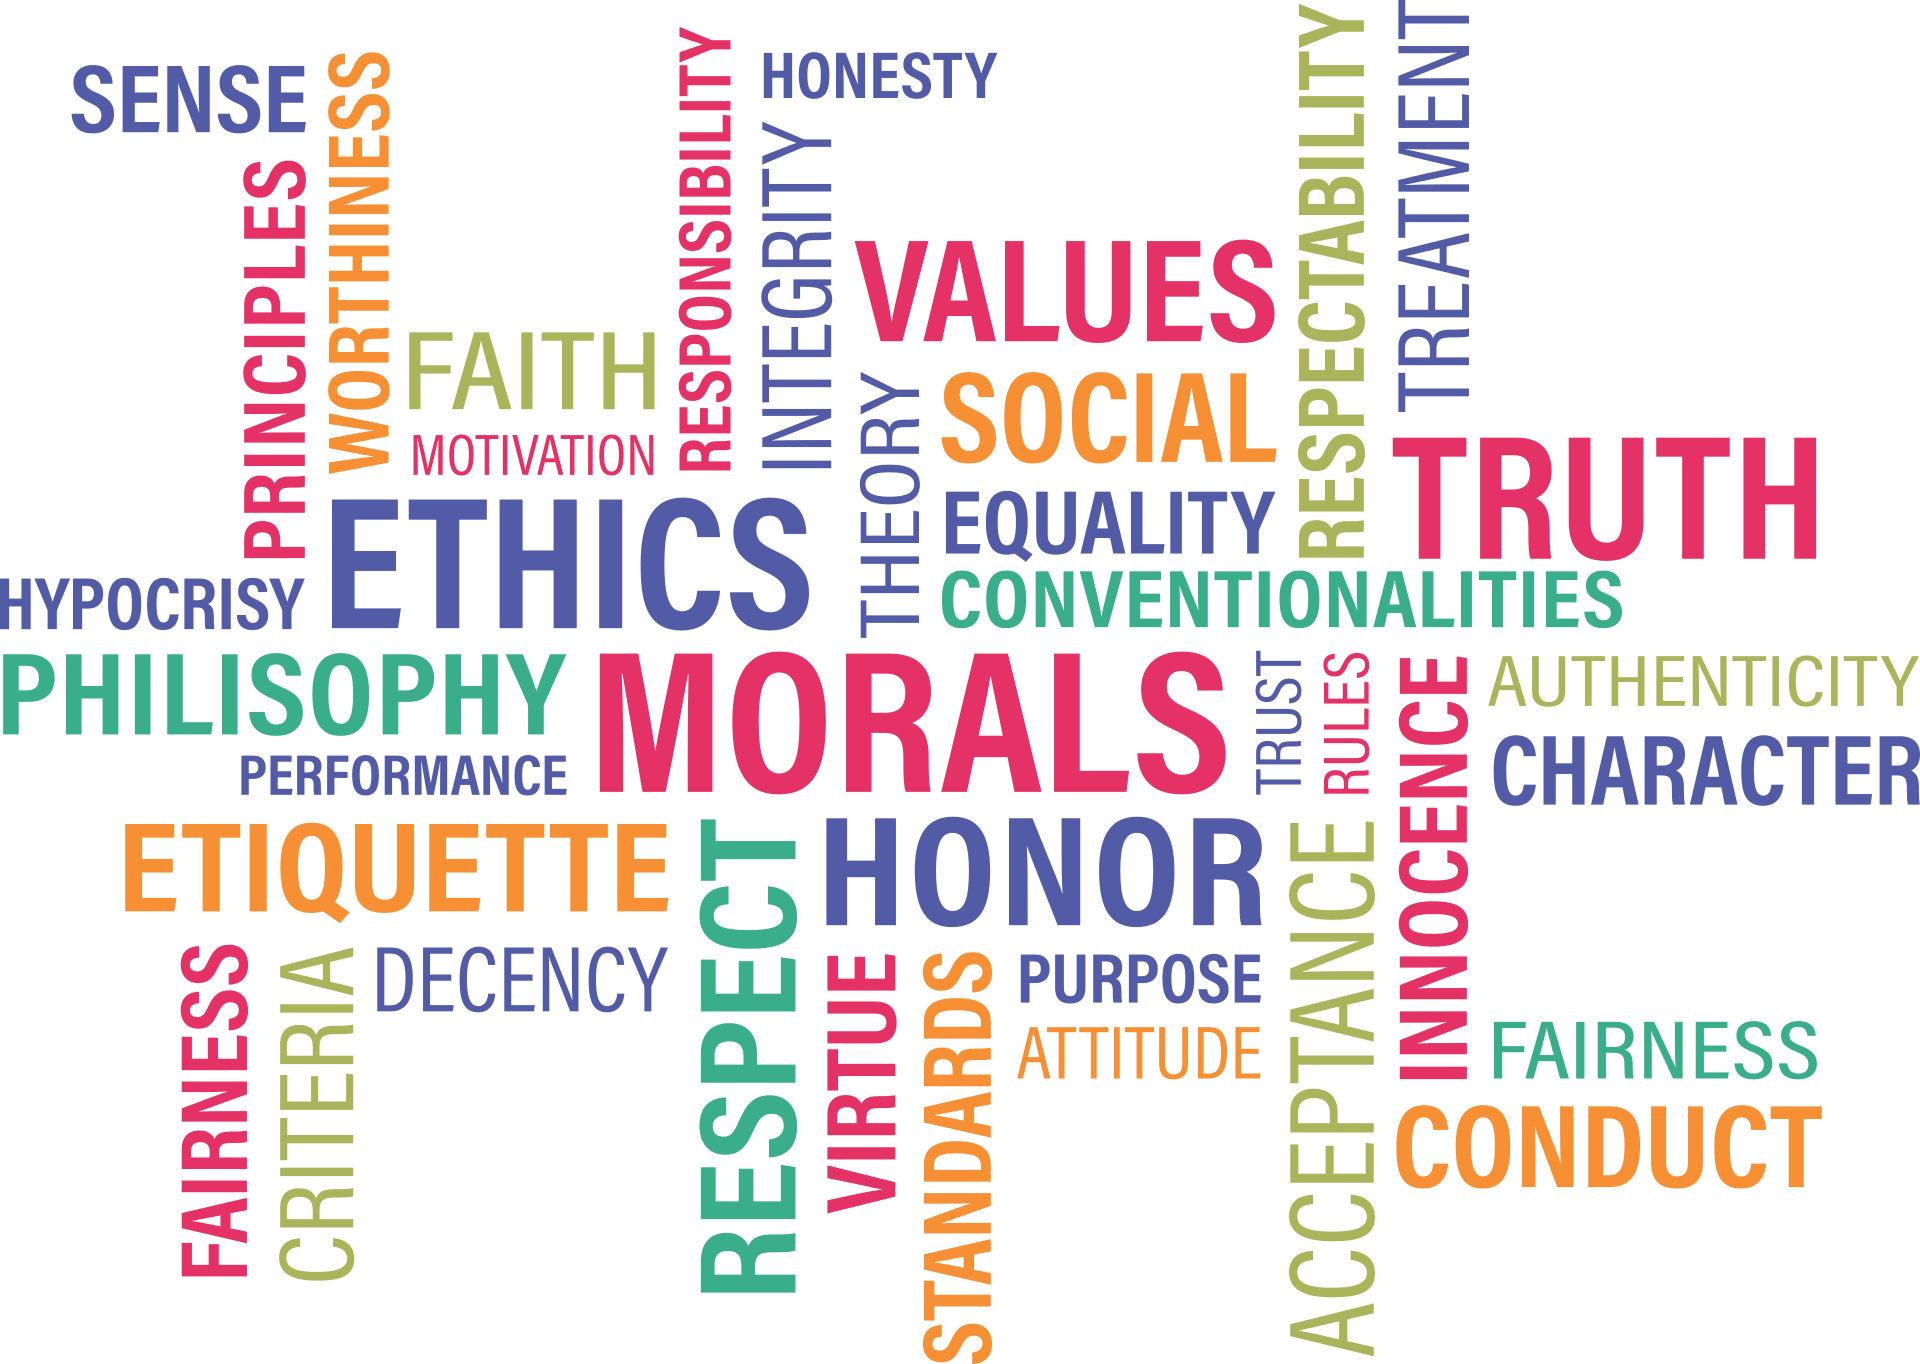 SENSE
PRINCIPLES
WORTHINESS
FAITH
MOTIVATION
RESPONSIBILITY
HONESTY
INTEGRITY
VALUES
THEORY
SOCIAL
EQUALITY
RESPECTABILITY
TREATMENT
TRUTH
HYPOCRISY
ETHICS
CONVENTIONALITIES
PHILISOPHY
PERFORMANCE
MORALS
TRUST
RULES
INNOCENCE
AUTHENTICITY
CHARACTER
ETIQUETTE
FAIRNESS
CRITERIA
DECENCY
RESPECT
HONOR
VIRTUE
STANDARDS
PURPOSE
ATTITUDE
ACCEPTANCE
FAIRNESS
CONDUCT